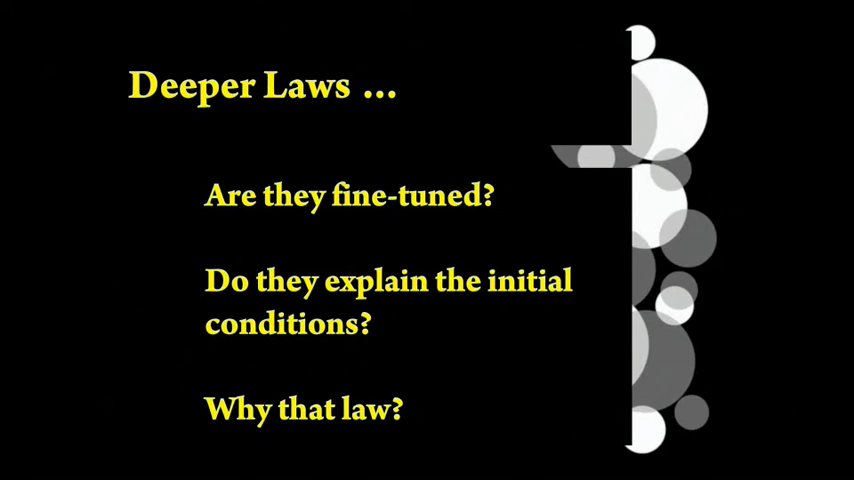 Deeper Laws ...
Are they fine-tuned?
Do they explain the initial
conditions?
Why that law?